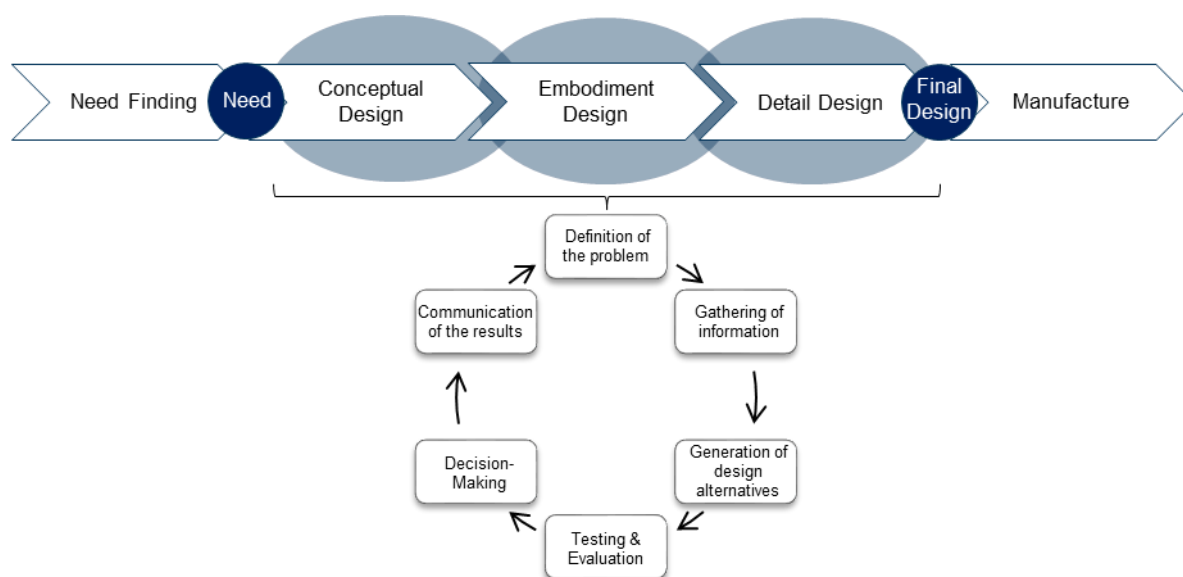 Need Finding
Need
Conceptual
Design
Embodiment
Design
Detail Design
Final
Design
Manufacture
Definition of
the problem
Communication
of the results
Gathering of
information
Decision-
Making
Generation of
design
alternatives
Testing &
Evaluation